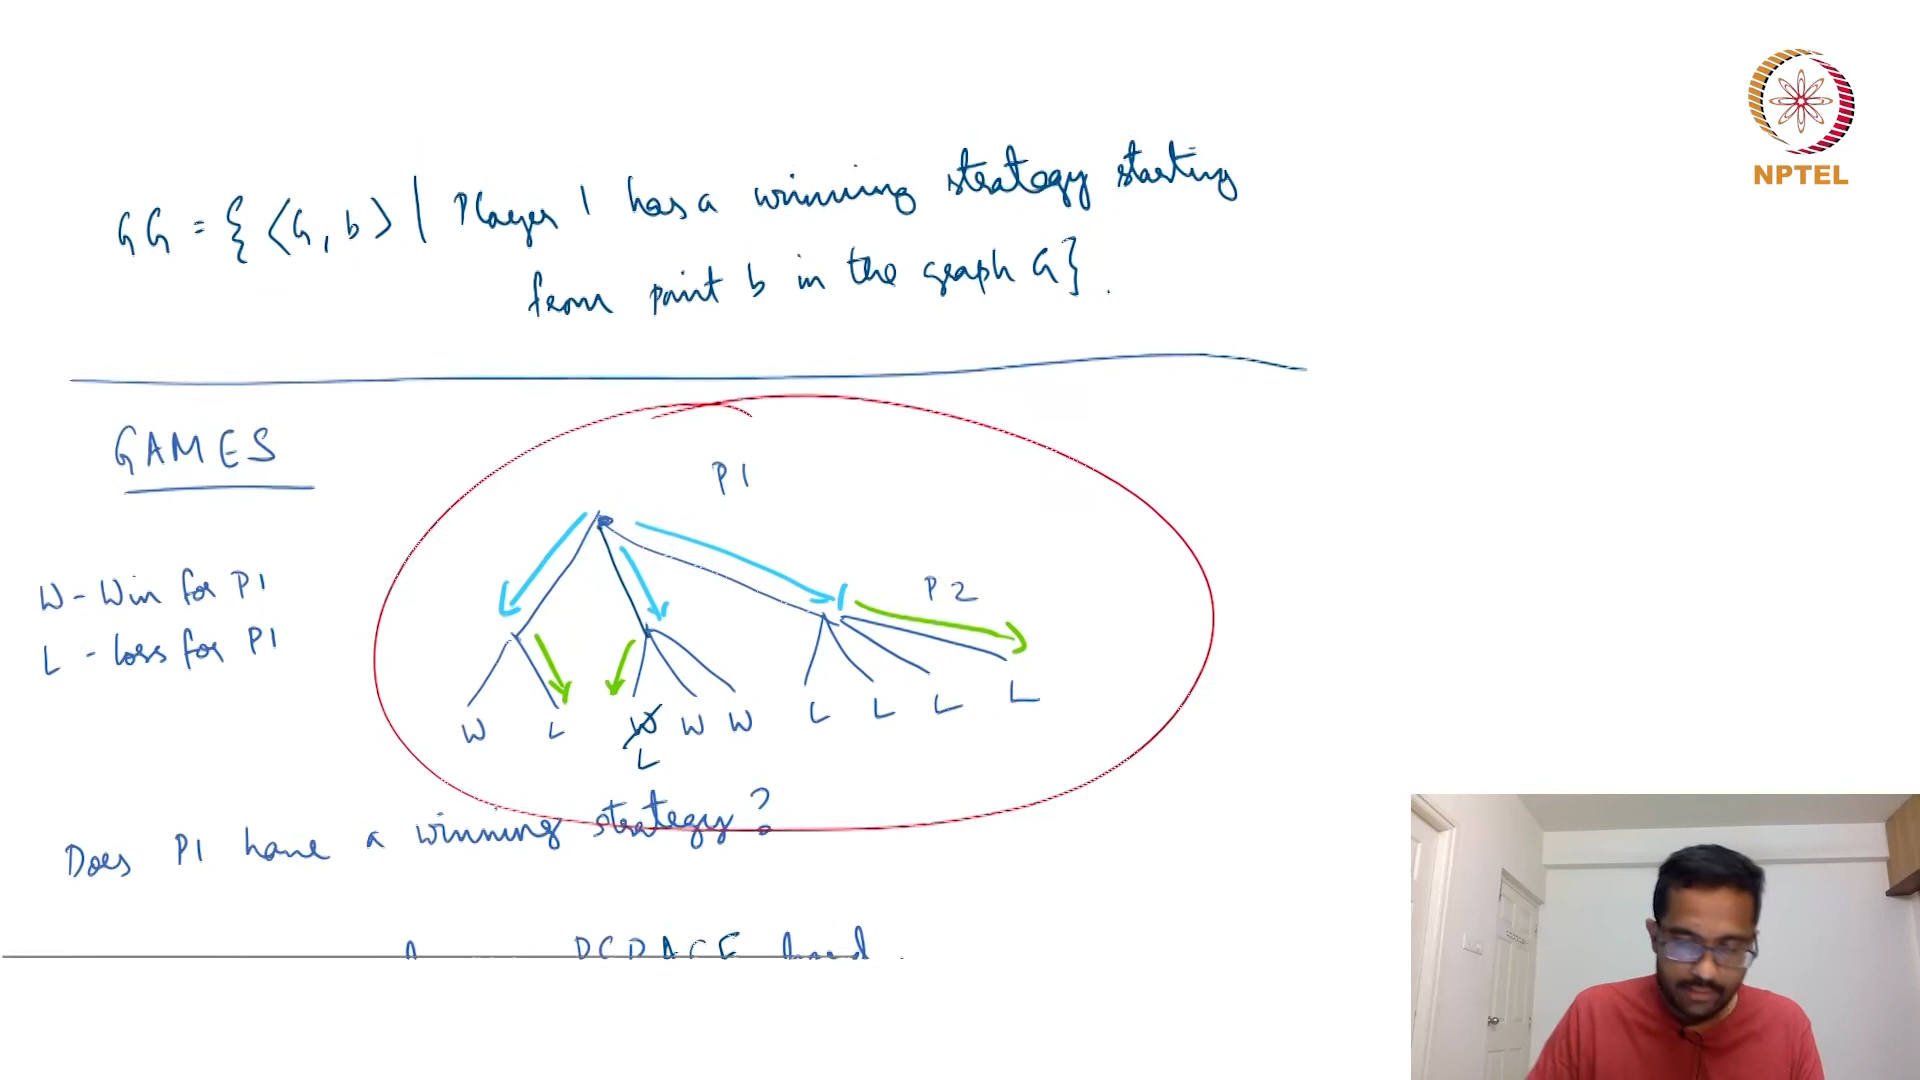 NPTEL
GG = { ⟨G, b⟩ | Player 1 has a winning strategy starting
from point b in the graph G}.
GAMES
P1
W - Win for P1
L - loss for P1
P2
W L W W W L L L L
L
Does P1 have a winning strategy?
PSPACE hard